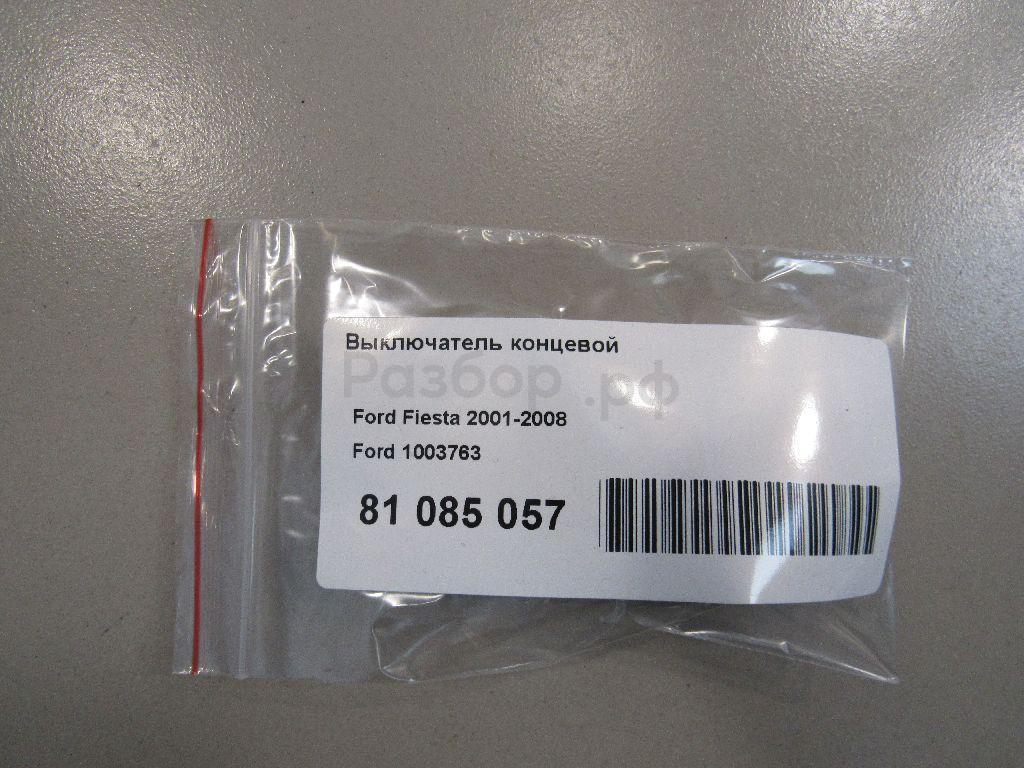 Выключатель концевой
Разбор.рф
Ford Fiesta 2001-2008
Ford 1003763
81 085 057